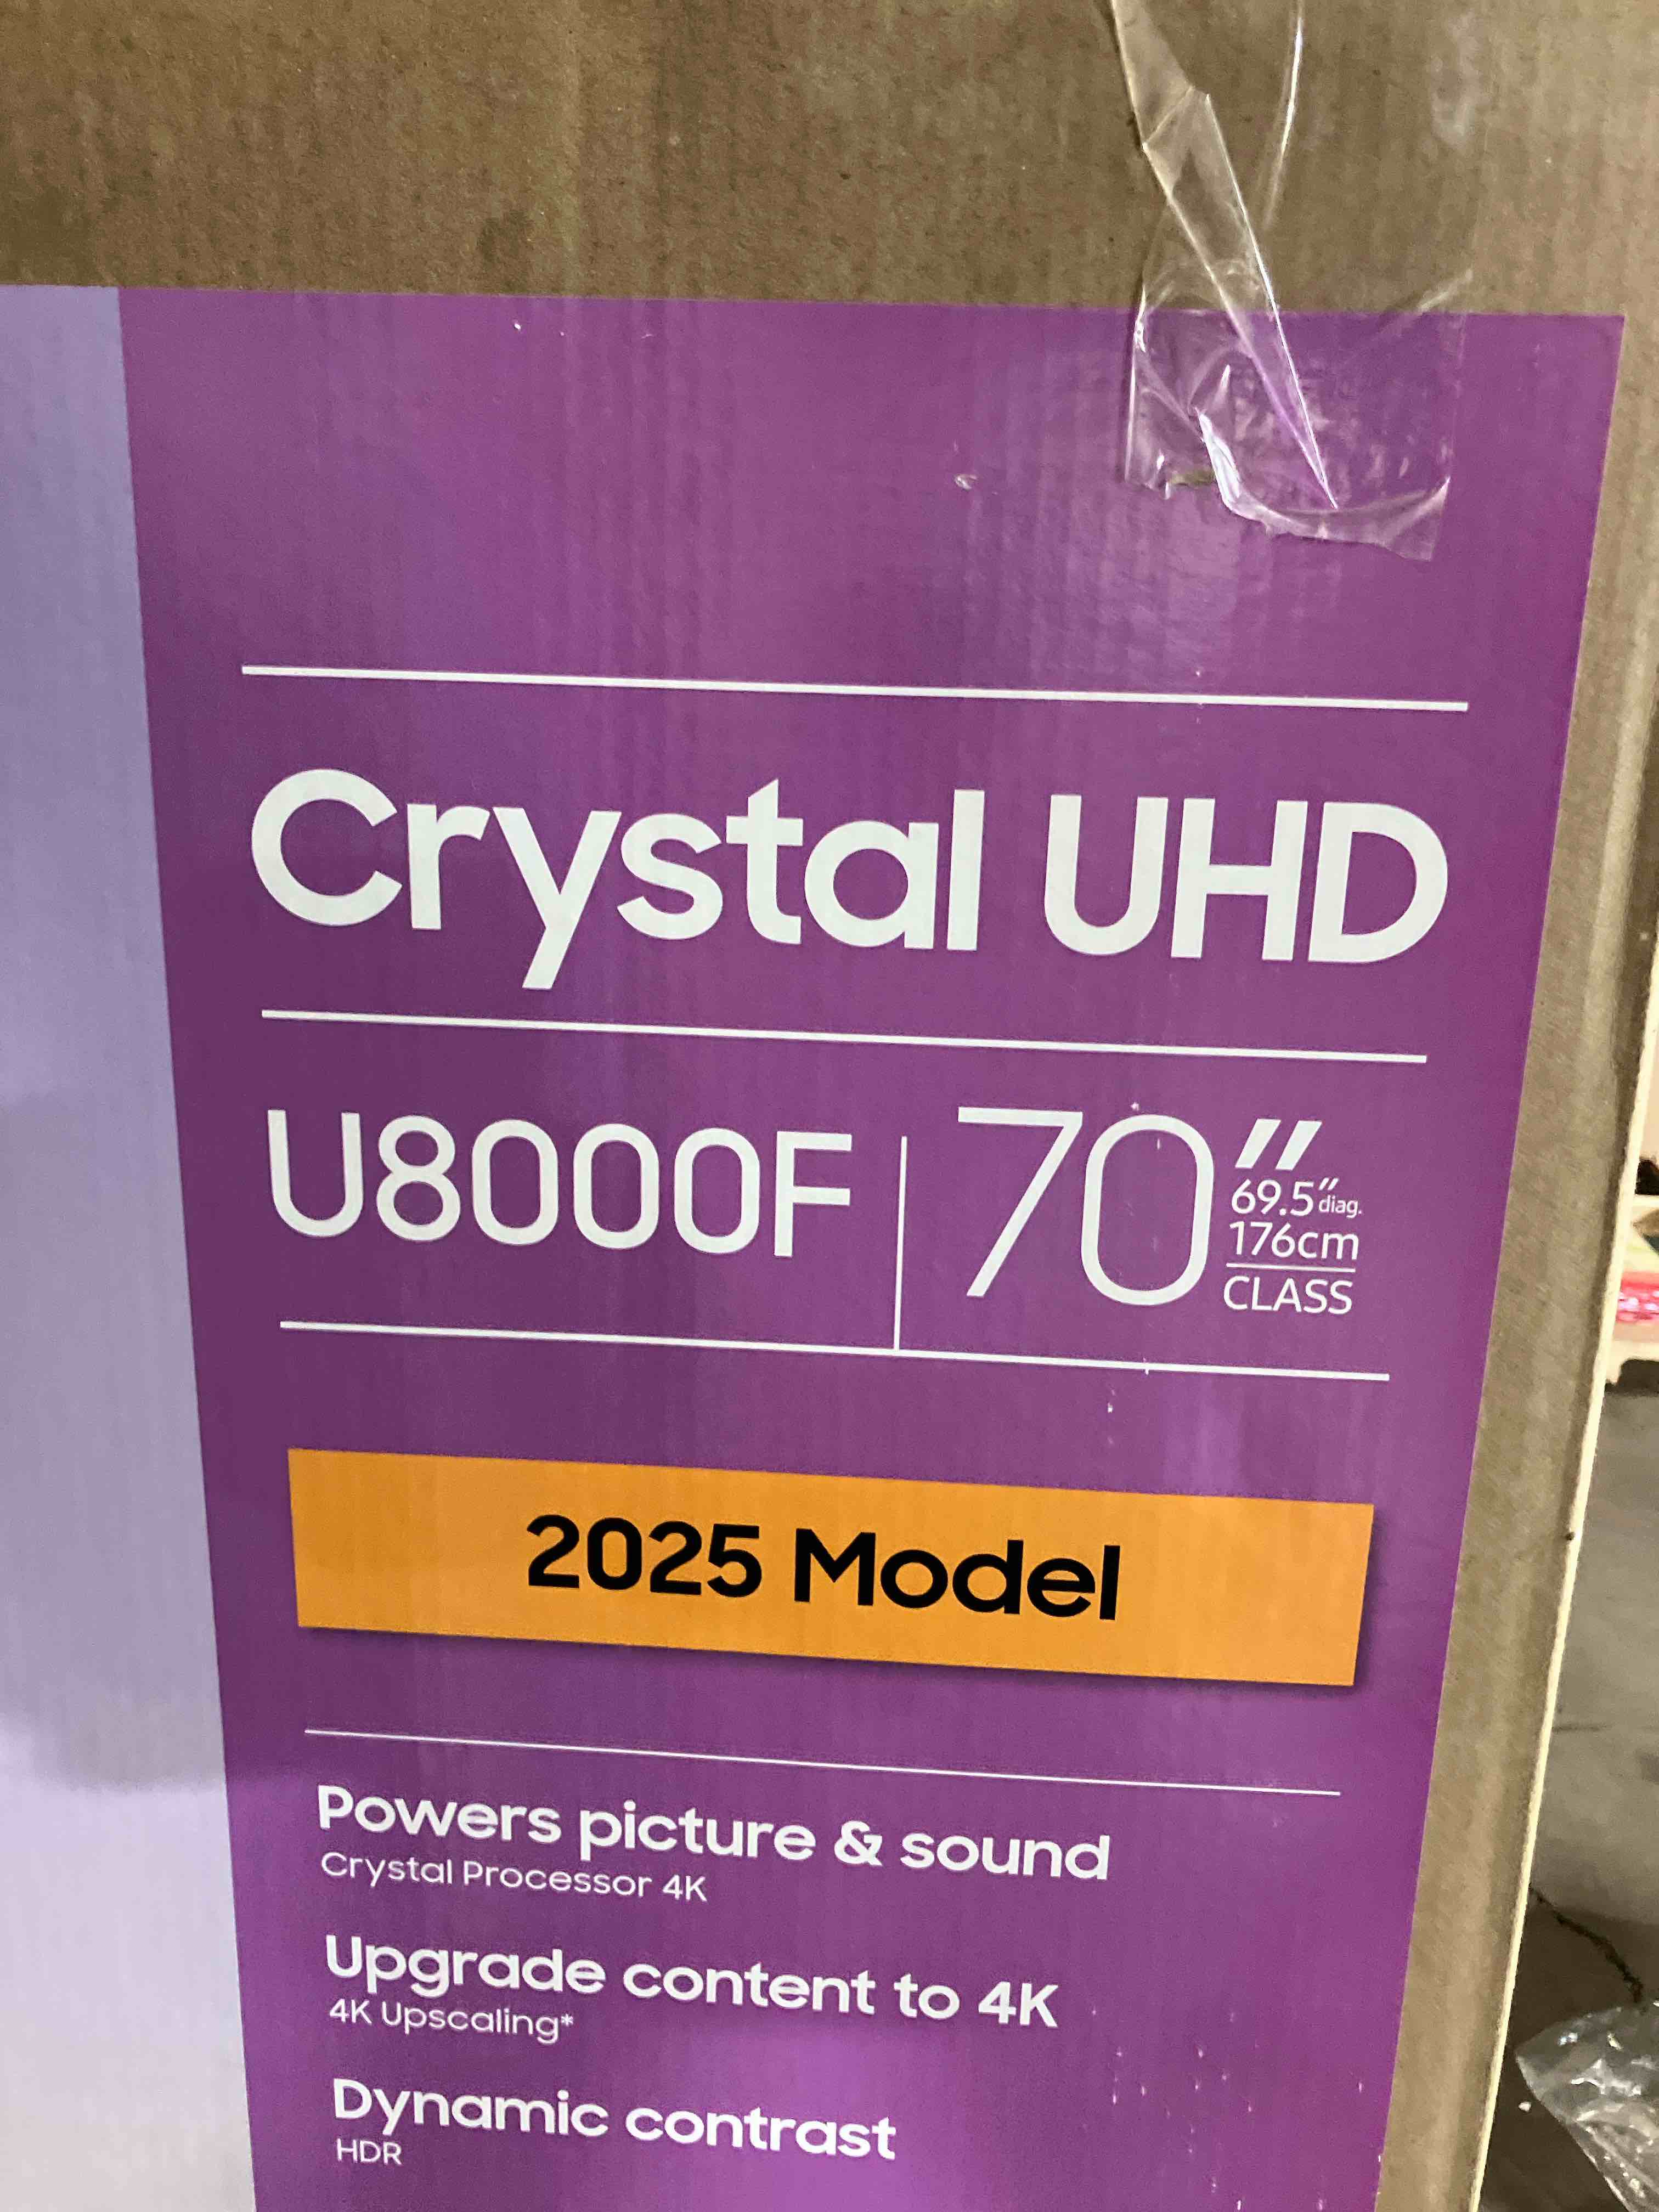 Crystal UHD
U8000F
70"
69.5" diag.
176cm
CLASS
2025 Model
Powers picture & sound
Crystal Processor 4K
Upgrade content to 4K
4K Upscaling*
Dynamic contrast
HDR